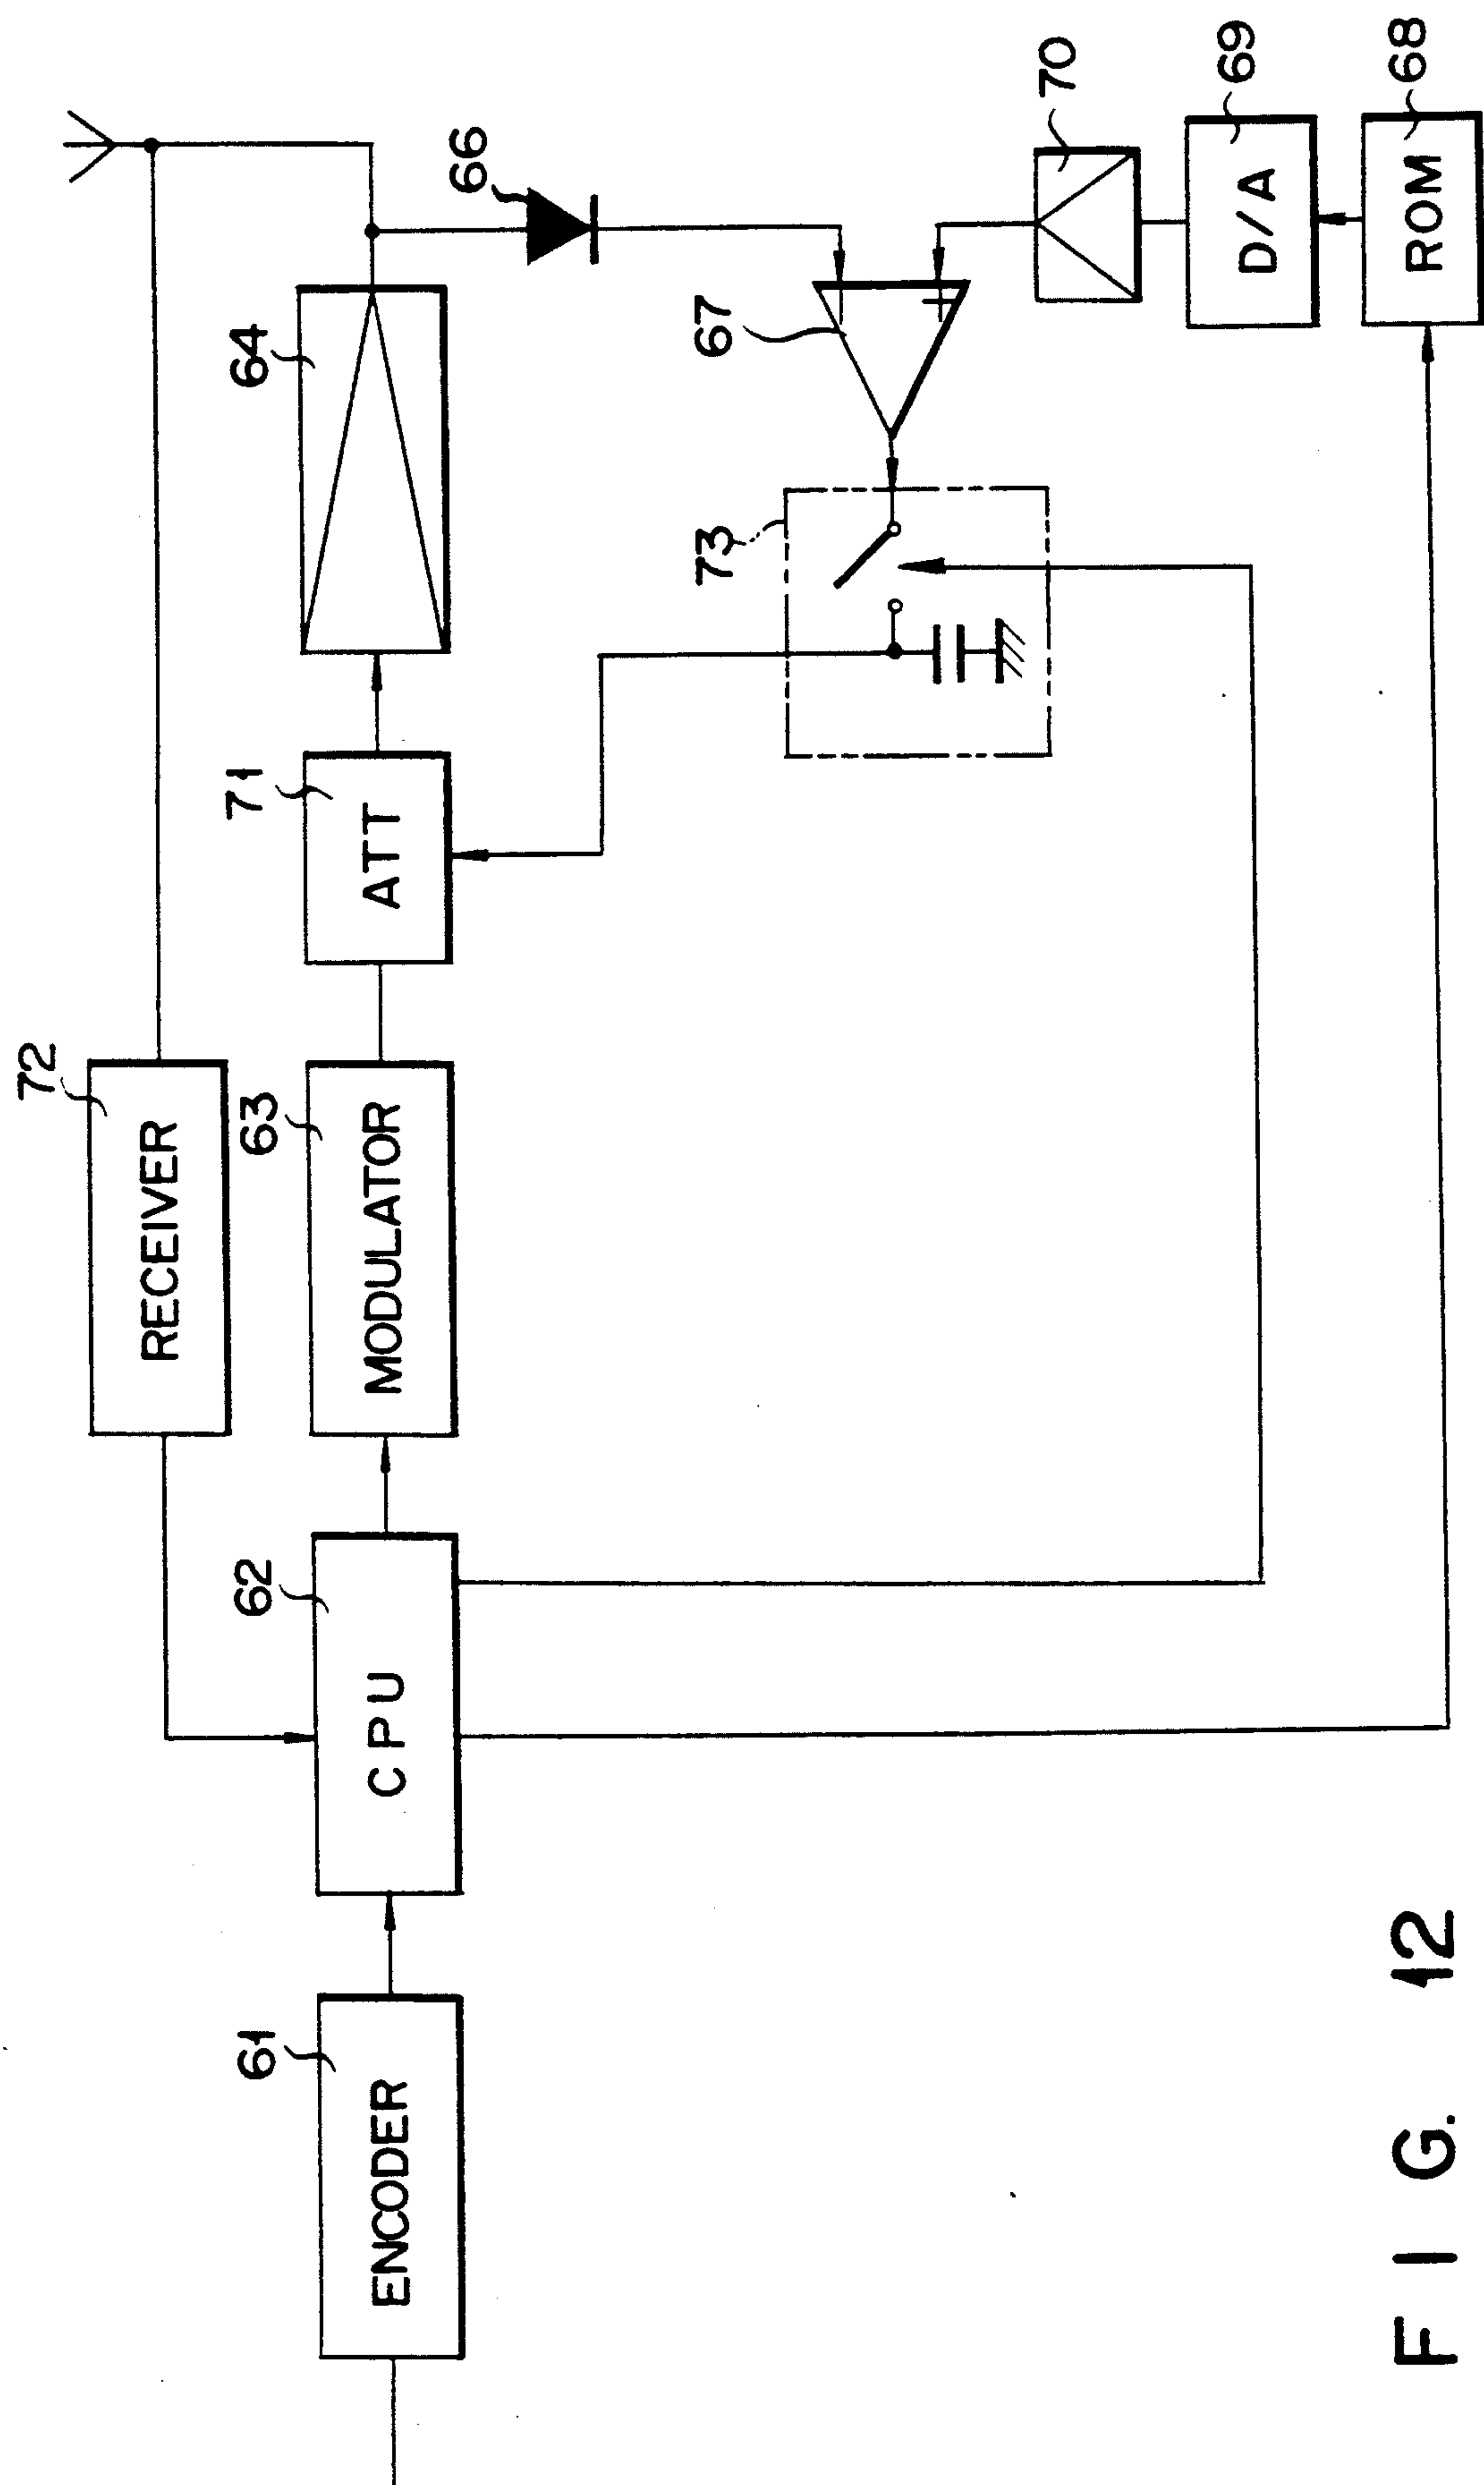 72
RECEIVER
61
ENCODER
62
CPU
63
MODULATOR
71
ATT
64
66
73
67
70
69
D/A
68
ROM
-
+
FIG. 12